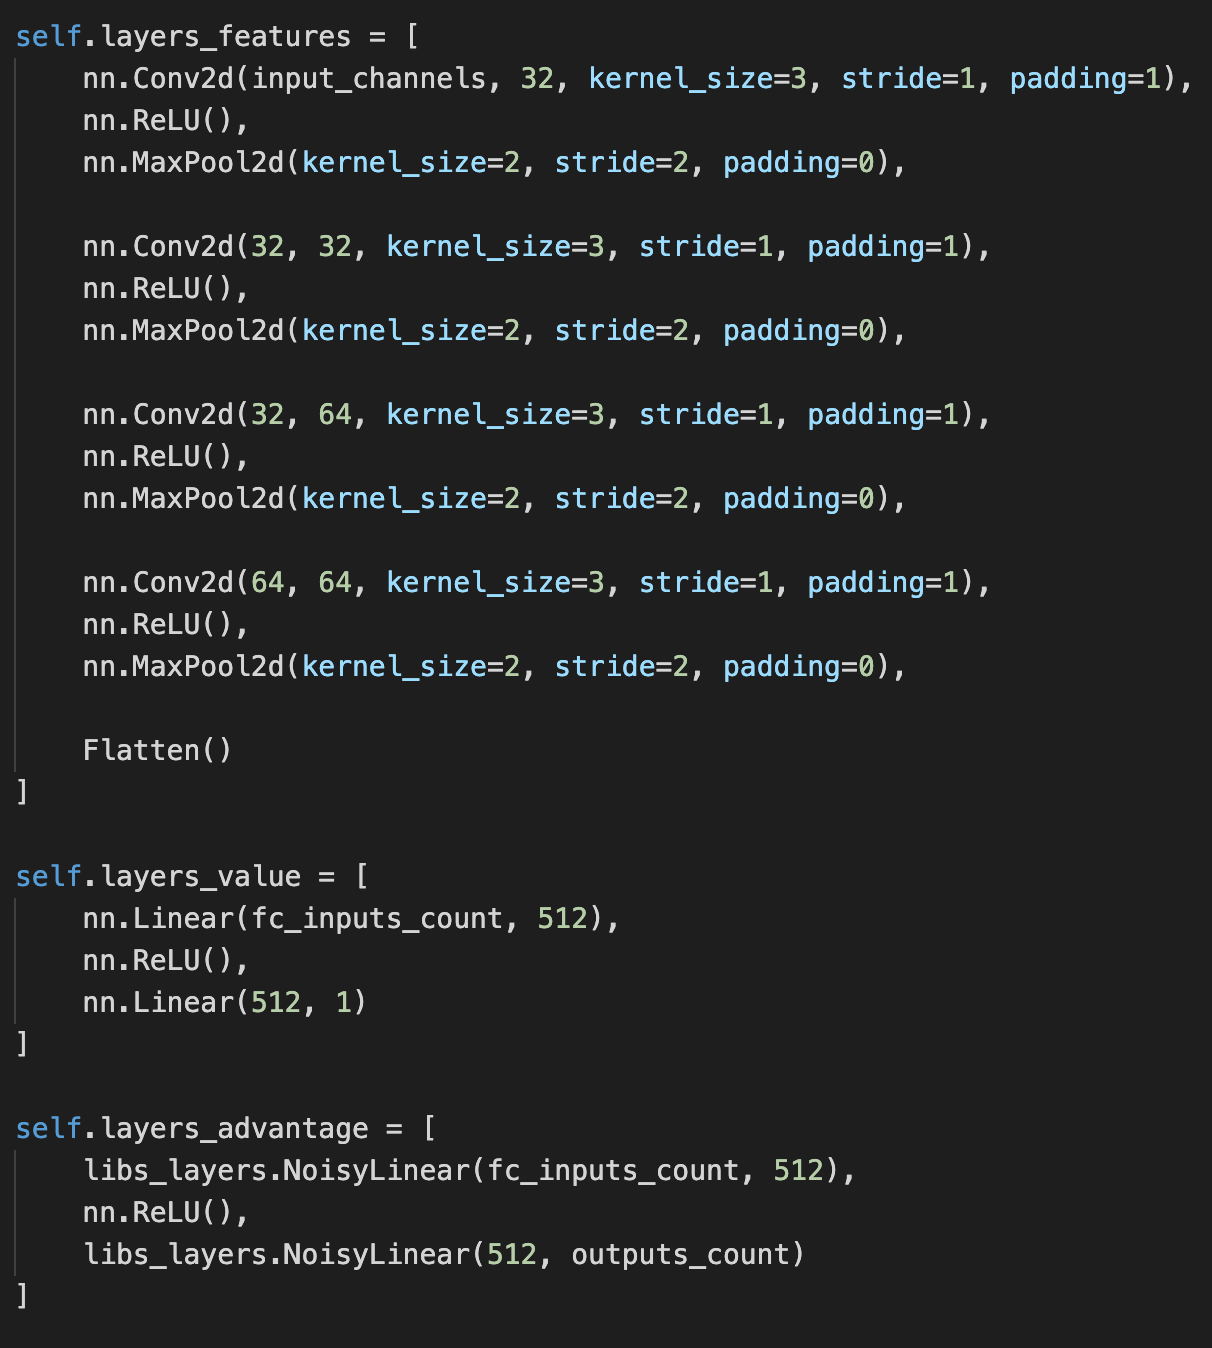 self.layers_features = [
    nn.Conv2d(input_channels, 32, kernel_size=3, stride=1, padding=1),
    nn.ReLU(),
    nn.MaxPool2d(kernel_size=2, stride=2, padding=0),

    nn.Conv2d(32, 32, kernel_size=3, stride=1, padding=1),
    nn.ReLU(),
    nn.MaxPool2d(kernel_size=2, stride=2, padding=0),

    nn.Conv2d(32, 64, kernel_size=3, stride=1, padding=1),
    nn.ReLU(),
    nn.MaxPool2d(kernel_size=2, stride=2, padding=0),

    nn.Conv2d(64, 64, kernel_size=3, stride=1, padding=1),
    nn.ReLU(),
    nn.MaxPool2d(kernel_size=2, stride=2, padding=0),

    Flatten()
]

self.layers_value = [
    nn.Linear(fc_inputs_count, 512),
    nn.ReLU(),
    nn.Linear(512, 1)
]

self.layers_advantage = [
    libs_layers.NoisyLinear(fc_inputs_count, 512),
    nn.ReLU(),
    libs_layers.NoisyLinear(512, outputs_count)
]